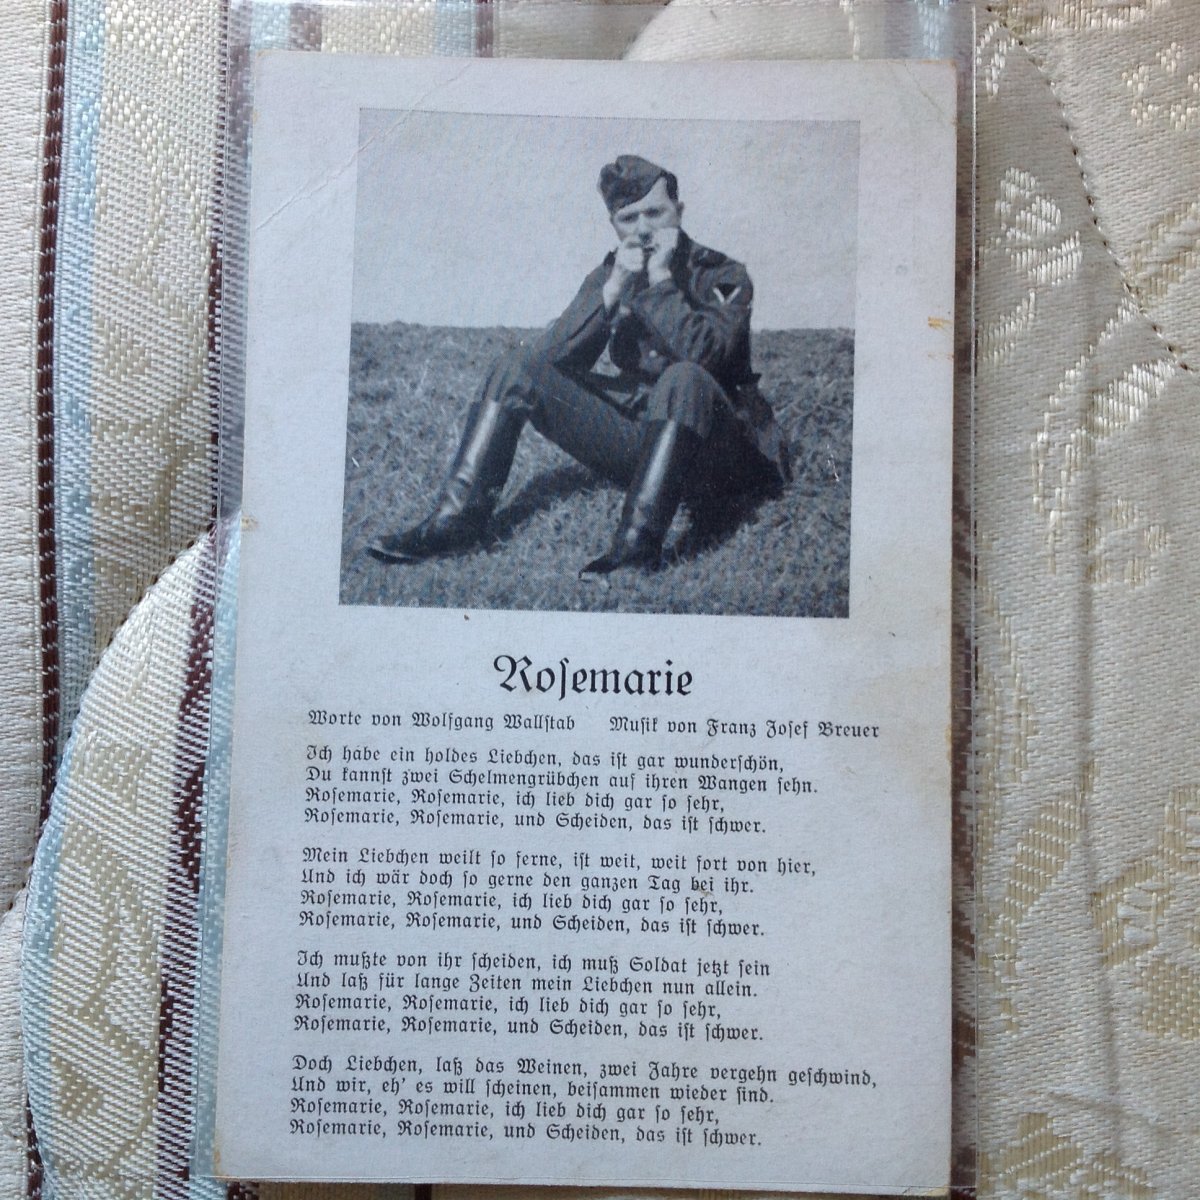 Rosemarie
Worte von Wolfgang Wallstab Musik von Franz Josef Breuer
Ich habe ein holdes Liebchen, das ist gar wunderschön,
Du kannst zwei Schelmengrübchen auf ihren Wangen sehn.
Rosemarie, Rosemarie, ich lieb dich gar so sehr,
Rosemarie, Rosemarie, und Scheiden, das ist schwer.
Mein Liebchen weilt so ferne, ist weit, weit fort von hier,
Und ich wär doch so gerne den ganzen Tag bei ihr.
Rosemarie, Rosemarie, ich lieb dich gar so sehr,
Rosemarie, Rosemarie, und Scheiden, das ist schwer.
Ich mußte von ihr scheiden, ich muß Soldat jetzt sein
Und laß für lange Zeiten mein Liebchen nun allein.
Rosemarie, Rosemarie, ich lieb dich gar so sehr,
Rosemarie, Rosemarie, und Scheiden, das ist schwer.
Doch Liebchen, laß das Weinen, zwei Jahre vergehn geschwind,
Und wir, eh' es will scheinen, beisammen wieder sind.
Rosemarie, Rosemarie, ich lieb dich gar so sehr,
Rosemarie, Rosemarie, und Scheiden, das ist schwer.